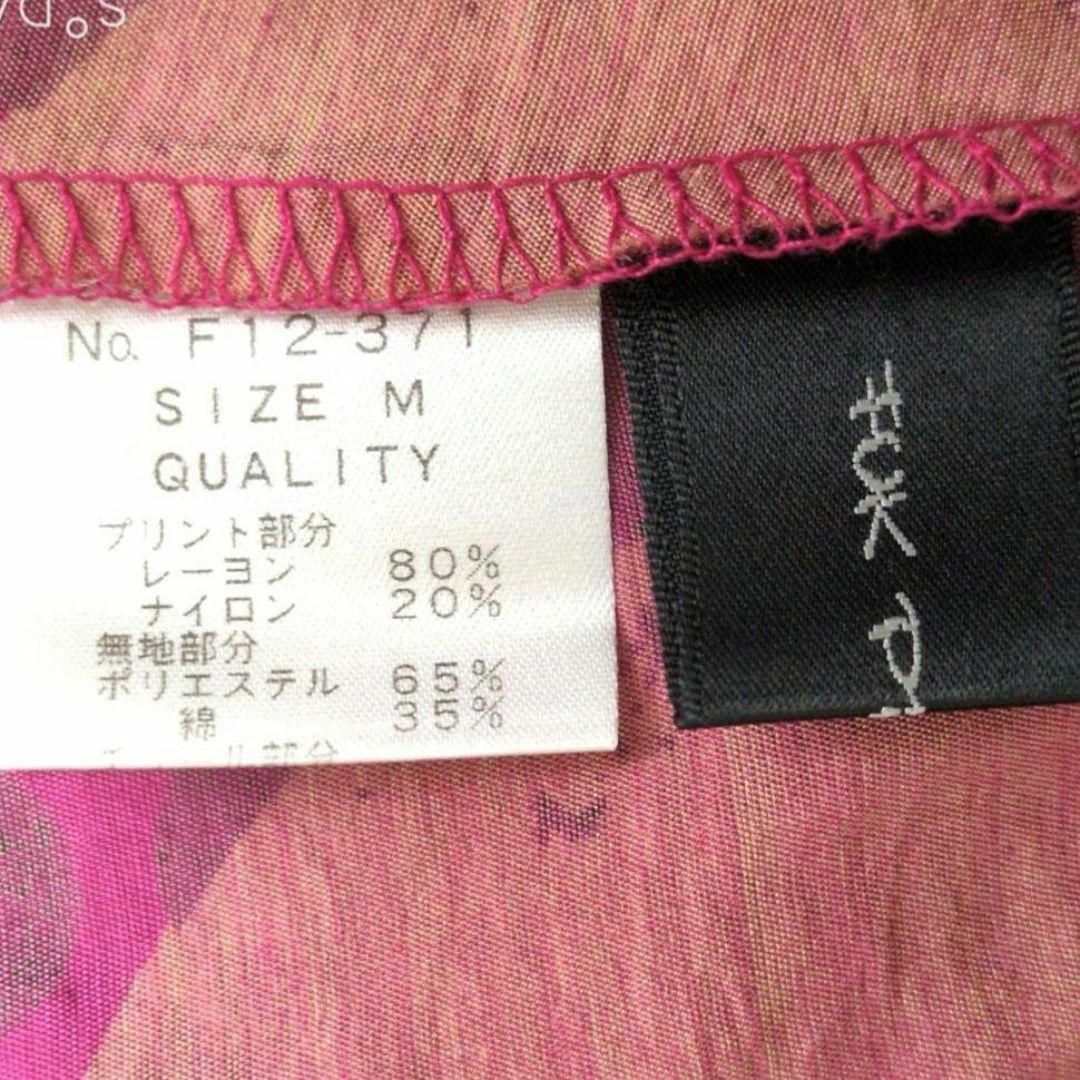 No. F12-371
SIZE M
QUALITY
プリント部分
レーヨン 80%
ナイロン 20%
無地部分
ポリエステル 65%
綿 35%